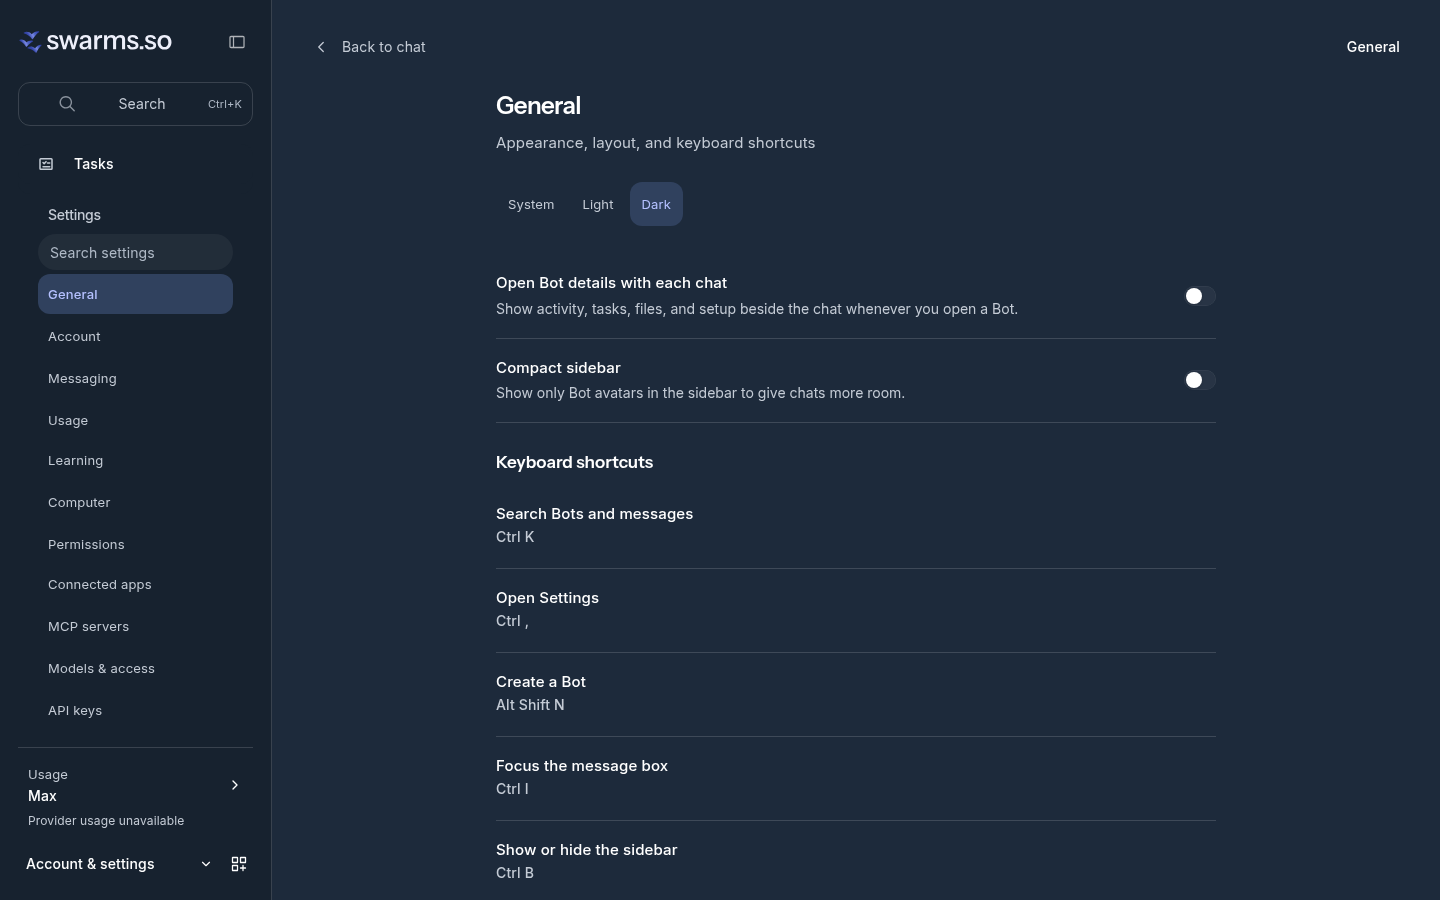 swarms.so
Search Ctrl+K
Tasks
Settings
Search settings
General
Account
Messaging
Usage
Learning
Computer
Permissions
Connected apps
MCP servers
Models & access
API keys
Usage
Max
Provider usage unavailable
Account & settings
Back to chat
General
General
Appearance, layout, and keyboard shortcuts
System Light Dark
Open Bot details with each chat
Show activity, tasks, files, and setup beside the chat whenever you open a Bot.
Compact sidebar
Show only Bot avatars in the sidebar to give chats more room.
Keyboard shortcuts
Search Bots and messages
Ctrl K
Open Settings
Ctrl ,
Create a Bot
Alt Shift N
Focus the message box
Ctrl I
Show or hide the sidebar
Ctrl B